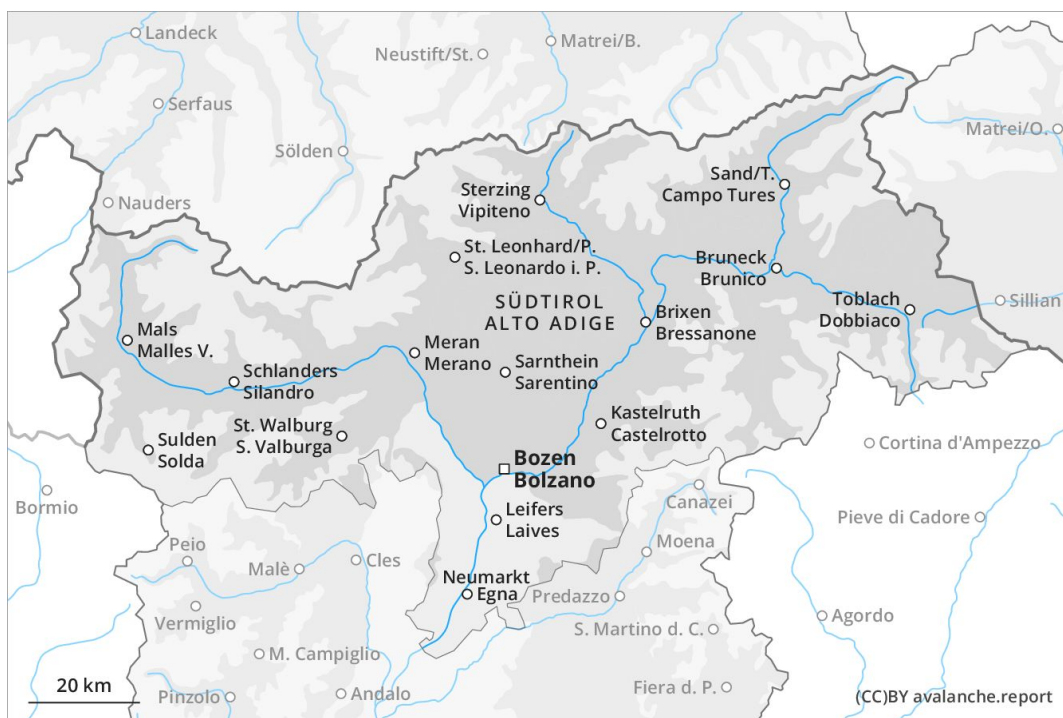 Landeck
Matrei/B.
Neustift/St.
Serfaus
Matrei/O.
Sölden
Sand/T.
Campo Tures
Sterzing
Vipiteno
Nauders
St. Leonhard/P.
S. Leonardo i. P.
Bruneck
Brunico
SÜDTIROL
ALTO ADIGE
Toblach
Dobbiaco
Sillian
Brixen
Bressanone
Mals
Malles V.
Meran
Merano
Sarnthein
Sarentino
Schlanders
Silandro
Kastelruth
Castelrotto
St. Walburg
S. Valburga
Sulden
Solda
Cortina d'Ampezzo
Bozen
Bolzano
Bormio
Canazei
Leifers
Laives
Pieve di Cadore
Peio
Cles
Moena
Malè
Neumarkt
Egna
Predazzo
Vermiglio
Agordo
S. Martino d. C.
M. Campiglio
20 km
Pinzolo
Andalo
Fiera d. P.
(CC)BY avalanche.report